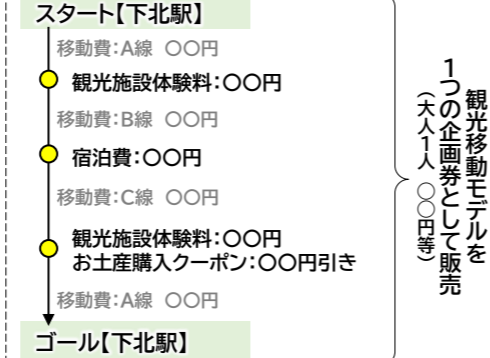 スタート【下北駅】
移動費:A線 〇〇円
観光施設体験料:〇〇円
移動費:B線 〇〇円
宿泊費:〇〇円
移動費:C線 〇〇円
観光施設体験料:〇〇円
お土産購入クーポン:〇〇円引き
移動費:A線 〇〇円
ゴール【下北駅】
観光移動モデルを
1つの企画券として販売
(大人1人 〇〇円等)